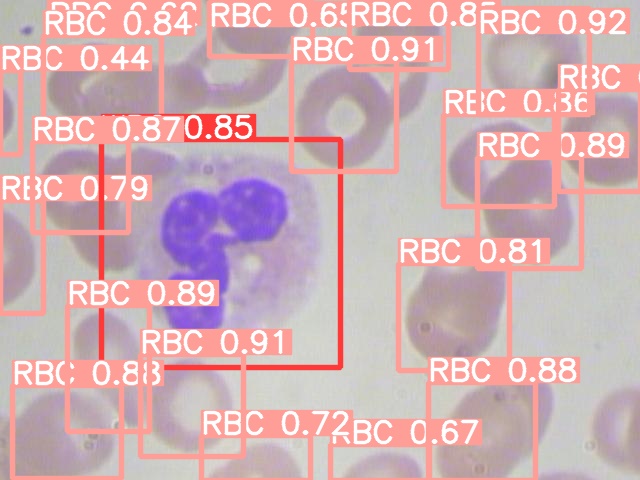 RBC 0.84
RBC 0.65
RBC 0.8
RBC 0.92
RBC 0.44
RBC 0.91
RBC
RBC 0.86
RBC 0.87
0.85
RBC 0.89
RBC 0.79
RBC 0.81
RBC 0.89
RBC 0.91
RBC 0.88
RBC 0.88
RBC 0.72
RBC 0.67